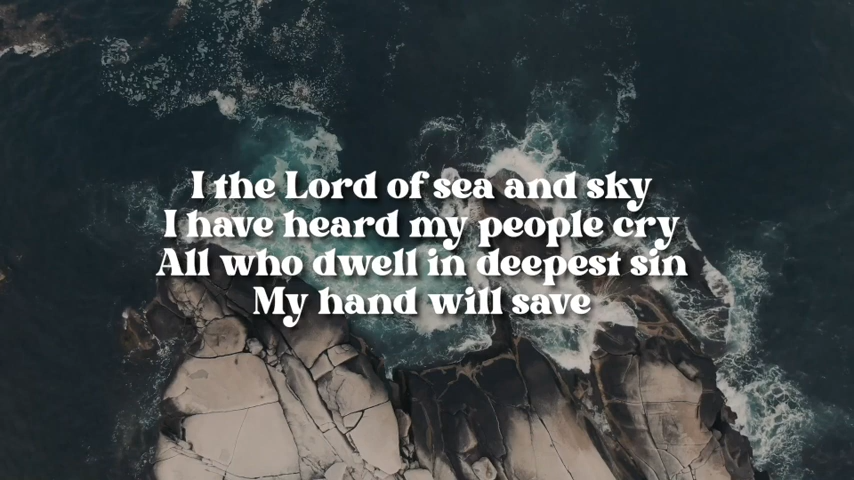 I the Lord of sea and sky
I have heard my people cry
All who dwell in deepest sin
My hand will save